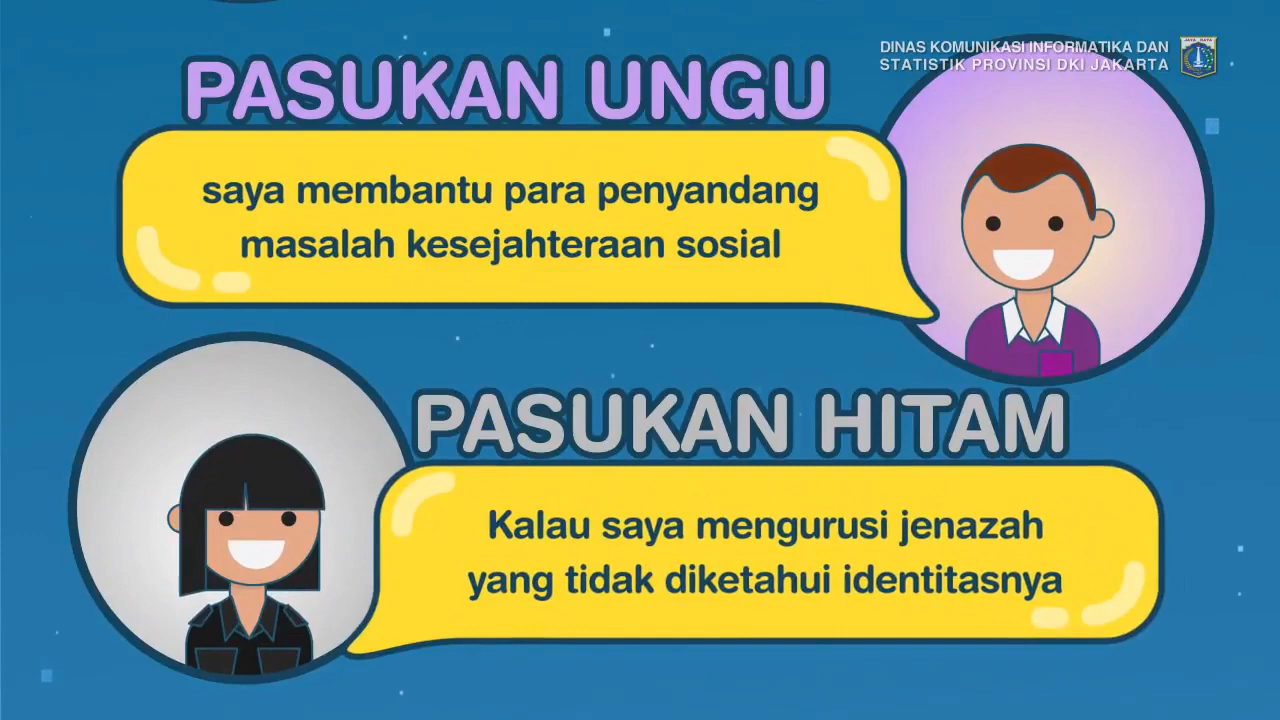 DINAS KOMUNIKASI INFORMATIKA DAN
STATISTIK PROVINSI DKI JAKARTA
PASUKAN UNGU
saya membantu para penyandang
masalah kesejahteraan sosial
PASUKAN HITAM
Kalau saya mengurusi jenazah
yang tidak diketahui identitasnya